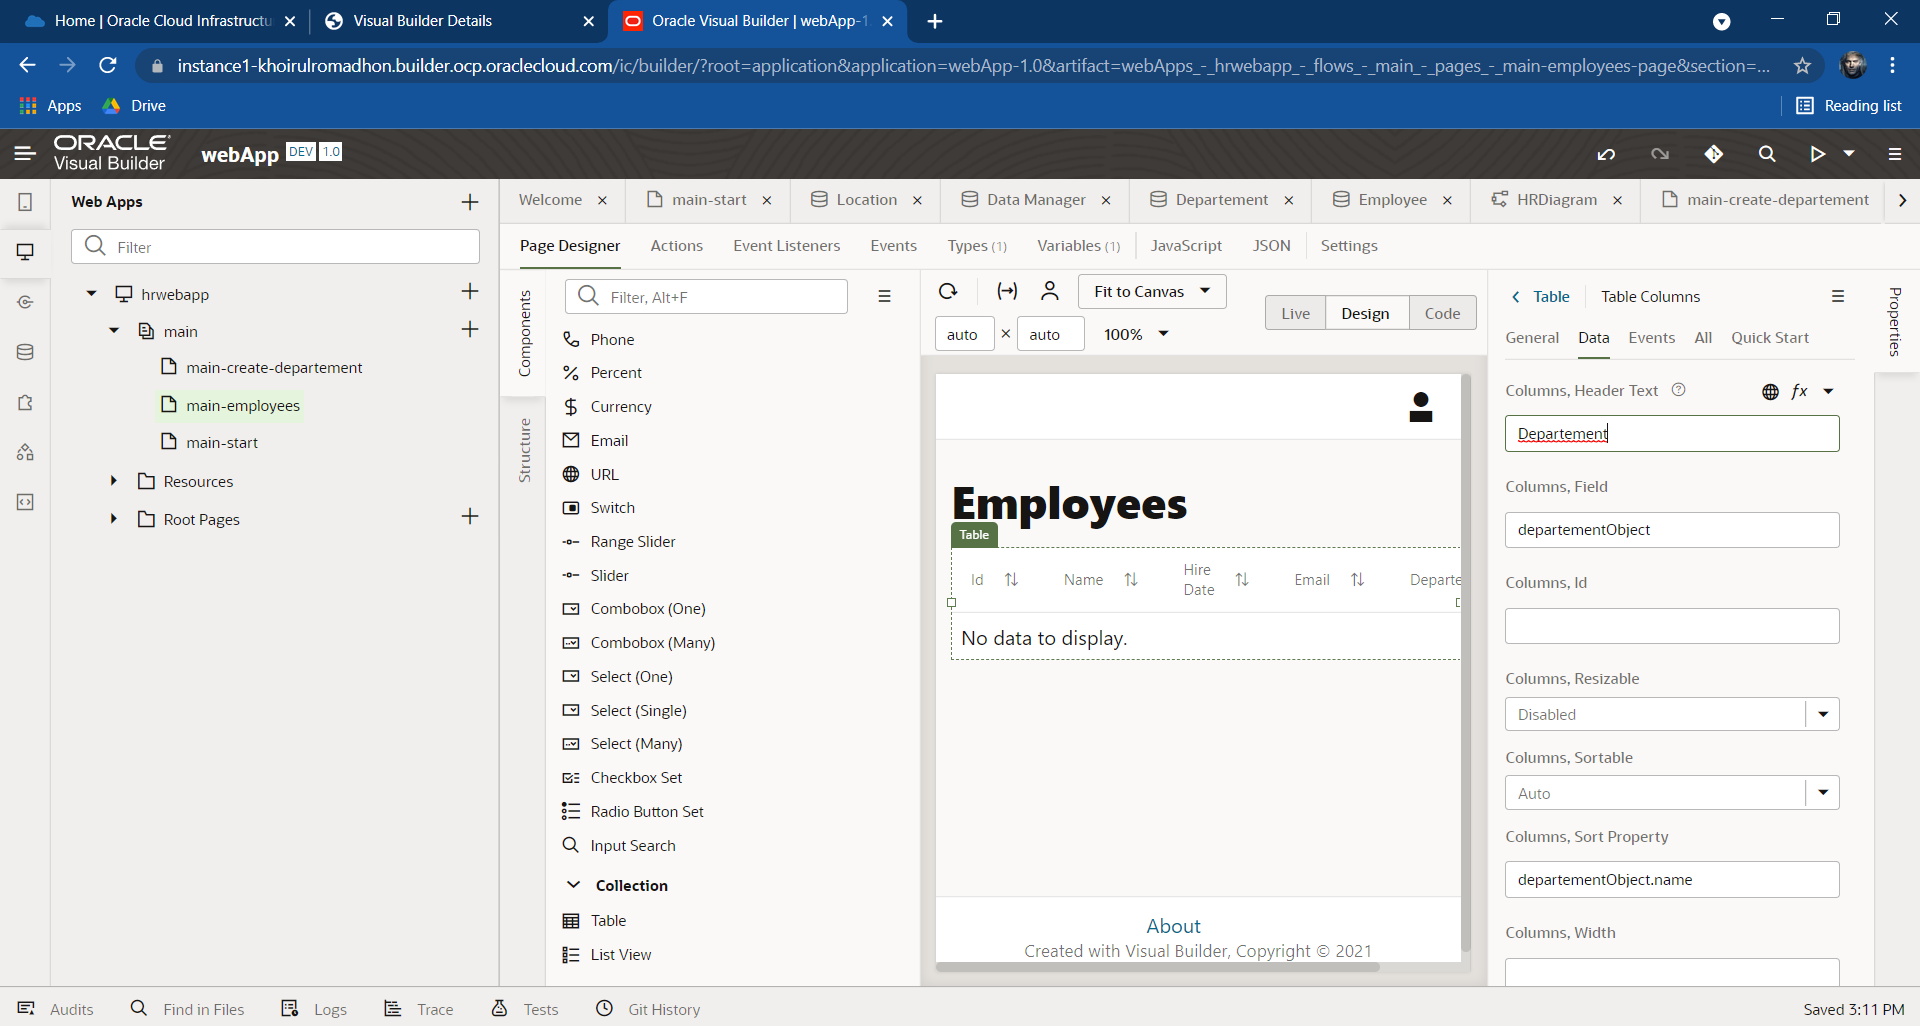 Home | Oracle Cloud Infrastructu
Visual Builder Details
Oracle Visual Builder | webApp-1
instance1-khoirulromadhon.builder.ocp.oraclecloud.com/ic/builder/?root=application&application=webApp-1.0&artifact=webApps_-_hrwebapp_-_flows_-_main_-_pages_-_main-employees-page&section=...
Apps
Drive
Reading list
ORACLE
Visual Builder
webApp DEV 1.0
Web Apps
Filter
hrwebapp
main
main-create-departement
main-employees
main-start
Resources
Root Pages
Welcome
main-start
Location
Data Manager
Departement
Employee
HRDiagram
main-create-departement
Page Designer
Actions
Event Listeners
Events
Types (1)
Variables (1)
JavaScript
JSON
Settings
Components
Structure
Filter, Alt+F
Phone
Percent
Currency
Email
URL
Switch
Range Slider
Slider
Combobox (One)
Combobox (Many)
Select (One)
Select (Single)
Select (Many)
Checkbox Set
Radio Button Set
Input Search
Collection
Table
List View
Fit to Canvas
auto × auto 100%
Live
Design
Code
Employees
Table
Id
Name
Hire
Date
Email
Departe
No data to display.
About
Created with Visual Builder, Copyright © 2021
Table
Table Columns
Properties
General
Data
Events
All
Quick Start
Columns, Header Text
fx
Departement
Columns, Field
departementObject
Columns, Id
Columns, Resizable
Disabled
Columns, Sortable
Auto
Columns, Sort Property
departementObject.name
Columns, Width
Audits
Find in Files
Logs
Trace
Tests
Git History
Saved 3:11 PM